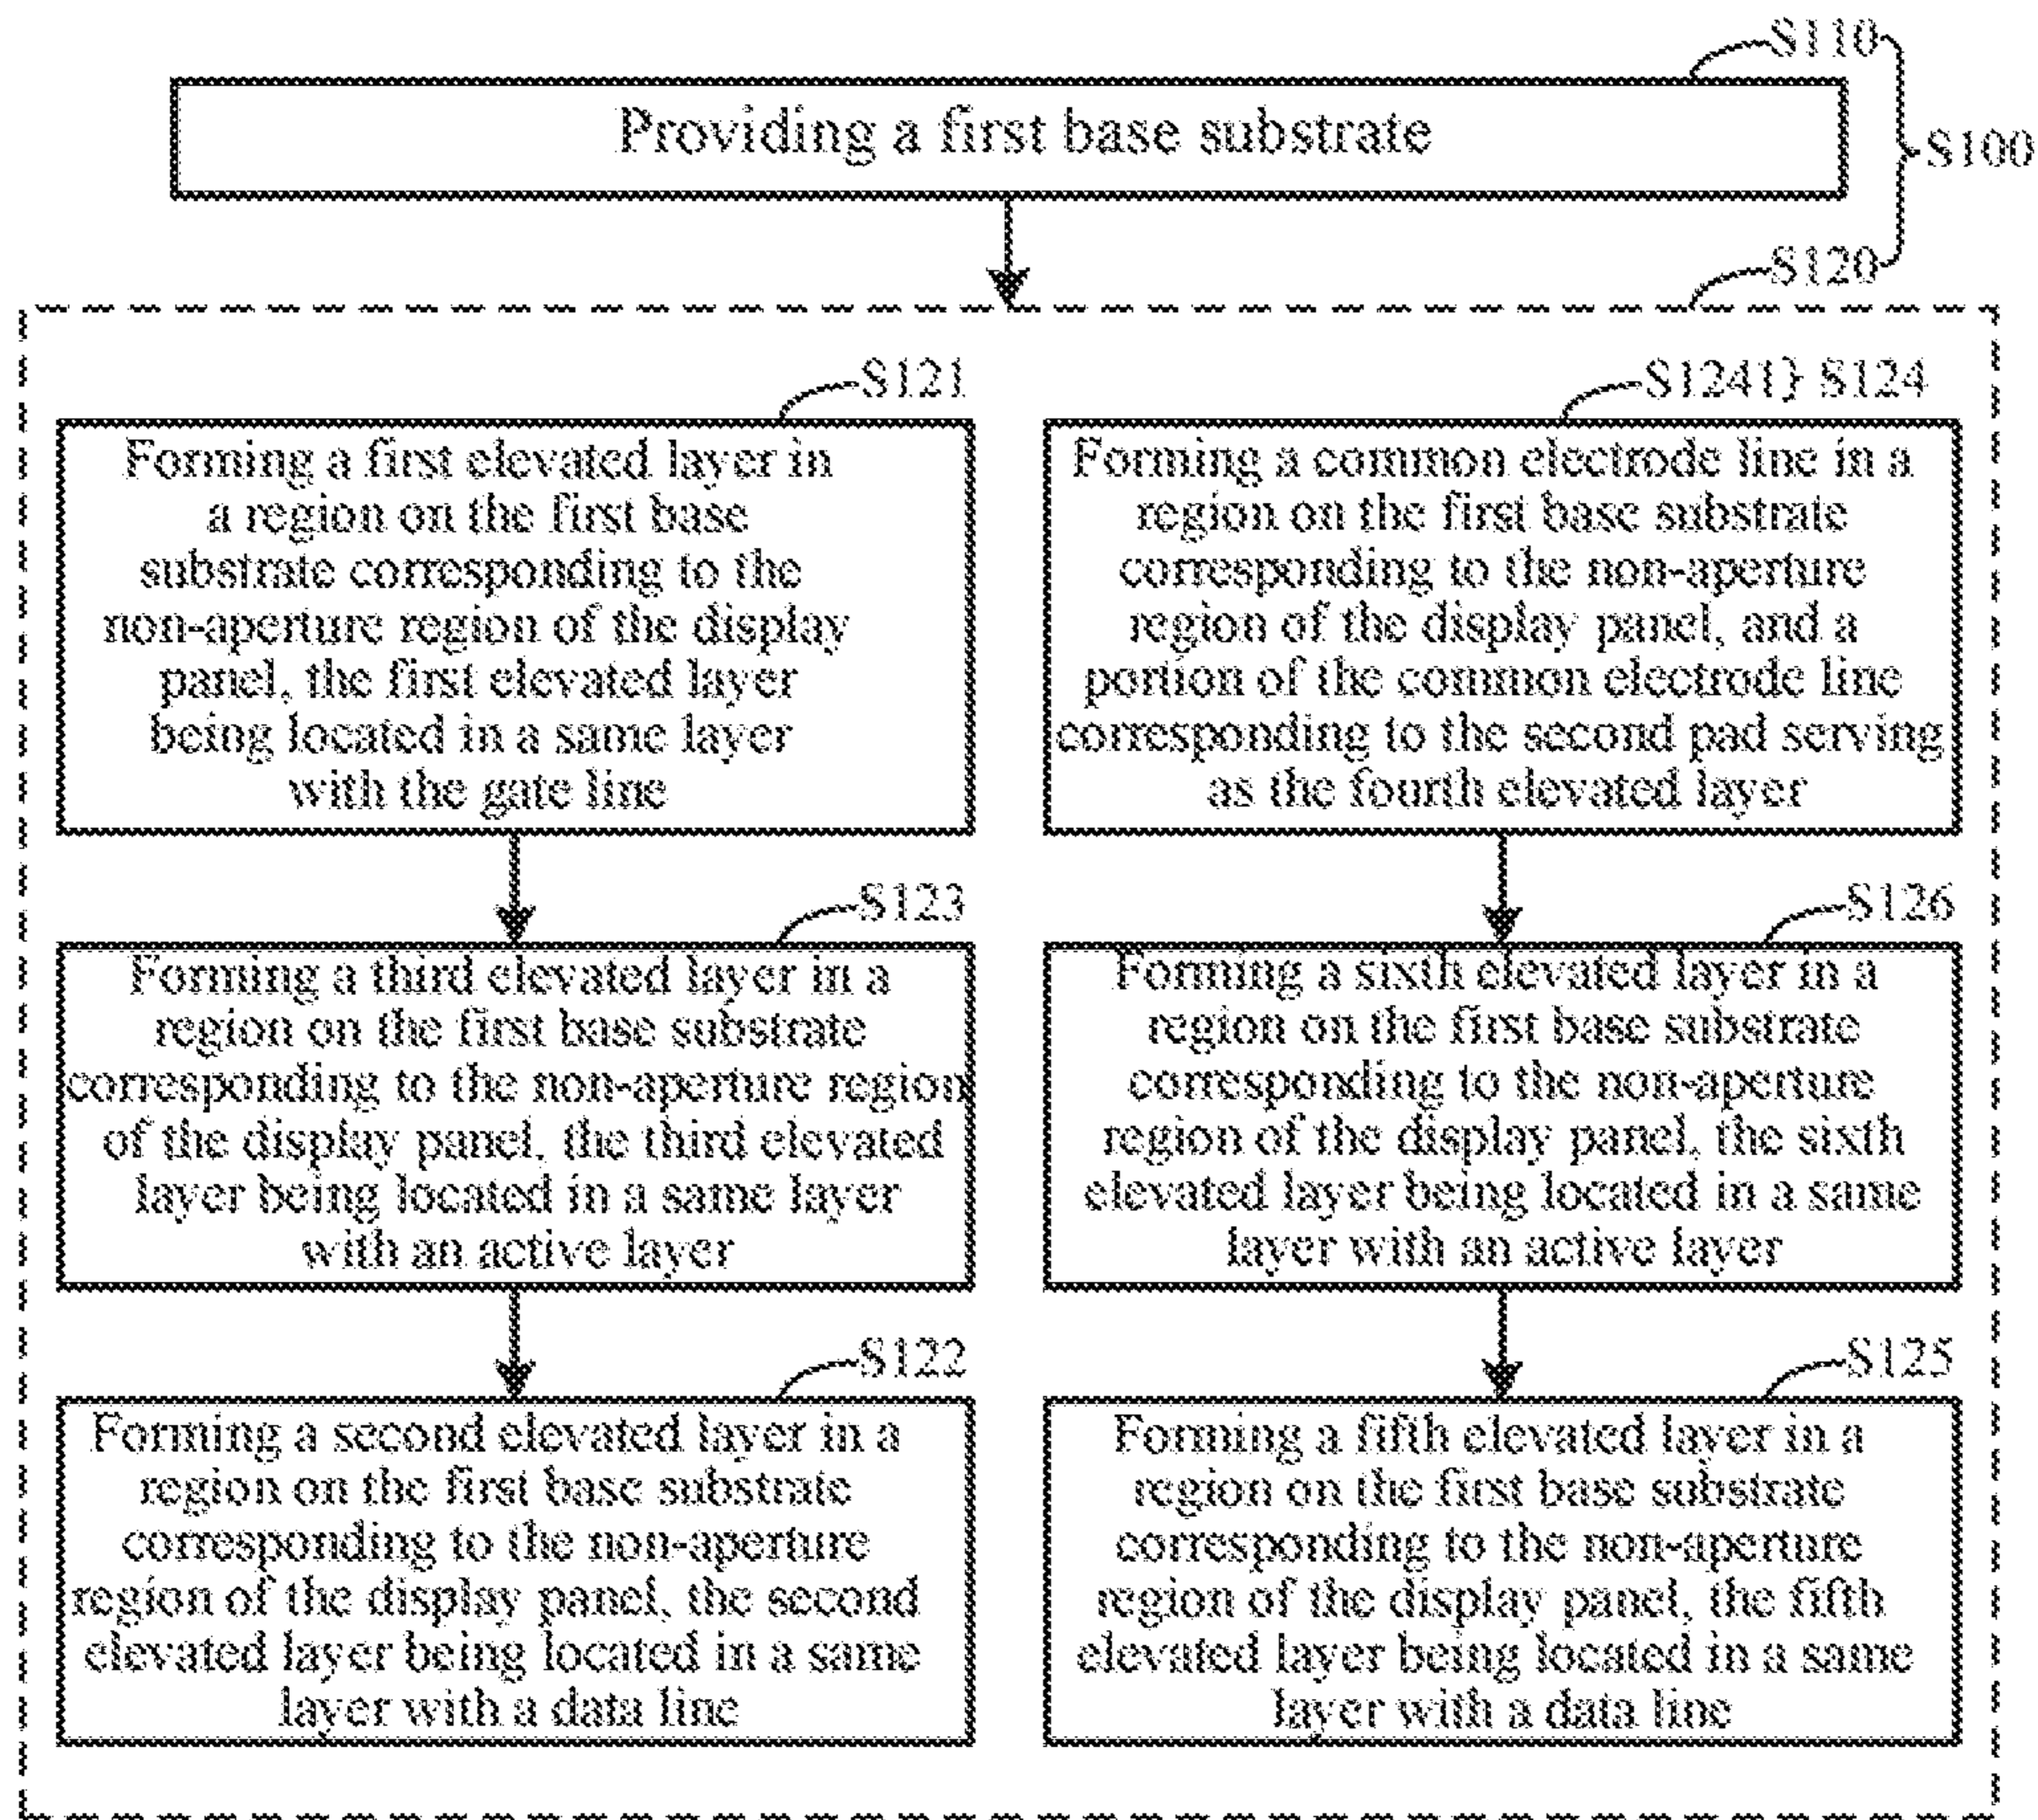 S110
Providing a first base substrate
S100
S120
S121
Forming a first elevated layer in
a region on the first base
substrate corresponding to the
non-aperture region of the display
panel, the first elevated layer
being located in a same layer
with the gate line
S1241} S124
Forming a common electrode line in a
region on the first base substrate
corresponding to the non-aperture
region of the display panel, and a
portion of the common electrode line
corresponding to the second pad serving
as the fourth elevated layer
S123
Forming a third elevated layer in a
region on the first base substrate
corresponding to the non-aperture region
of the display panel, the third elevated
layer being located in a same layer
with an active layer
S126
Forming a sixth elevated layer in a
region on the first base substrate
corresponding to the non-aperture
region of the display panel, the sixth
elevated layer being located in a same
layer with an active layer
S122
Forming a second elevated layer in a
region on the first base substrate
corresponding to the non-aperture
region of the display panel, the second
elevated layer being located in a same
layer with a data line
S125
Forming a fifth elevated layer in a
region on the first base substrate
corresponding to the non-aperture
region of the display panel, the fifth
elevated layer being located in a same
layer with a data line